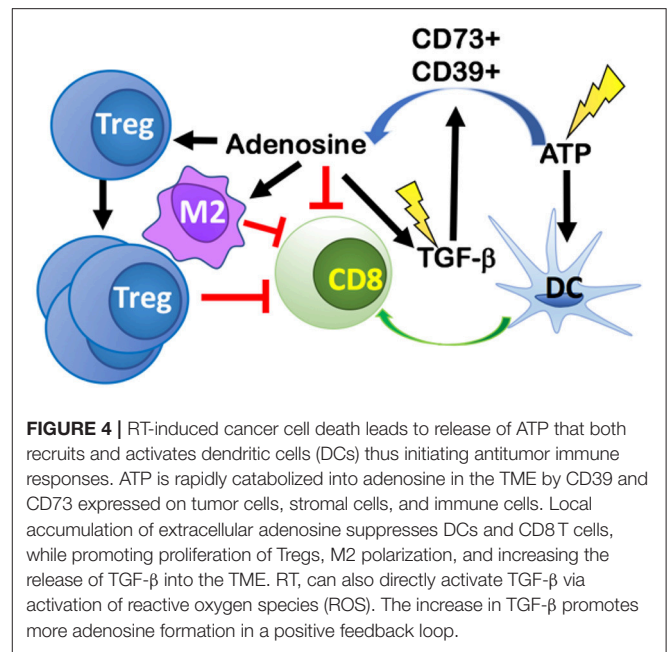 CD73+
CD39+
Treg
Adenosine
ATP
M2
TGF-β
CD8
DC
Treg
FIGURE 4 | RT-induced cancer cell death leads to release of ATP that both
recruits and activates dendritic cells (DCs) thus initiating antitumor immune
responses. ATP is rapidly catabolized into adenosine in the TME by CD39 and
CD73 expressed on tumor cells, stromal cells, and immune cells. Local
accumulation of extracellular adenosine suppresses DCs and CD8 T cells,
while promoting proliferation of Tregs, M2 polarization, and increasing the
release of TGF-β into the TME. RT, can also directly activate TGF-β via
activation of reactive oxygen species (ROS). The increase in TGF-β promotes
more adenosine formation in a positive feedback loop.